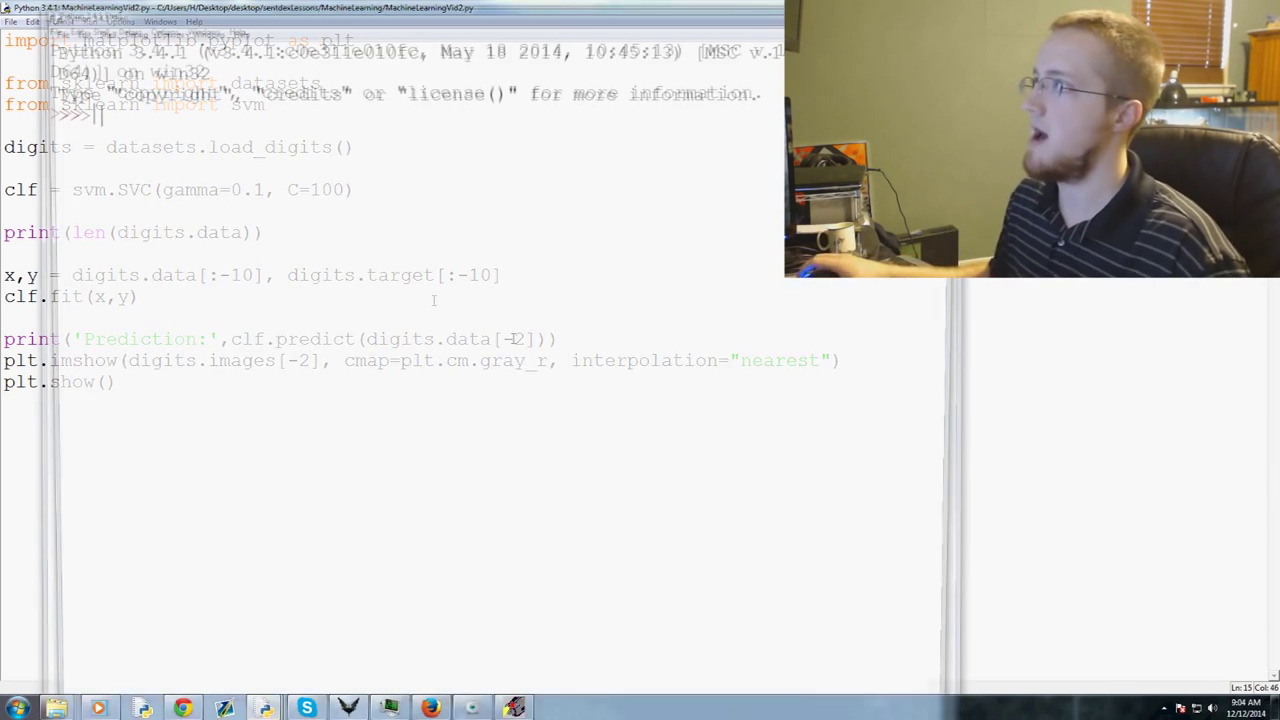 Python 3.4.1: MachineLearningVid2.py - C:/Users/H/Desktop/desktop/sentdexLessons/MachineLearning/MachineLearningVid2.py
File Edit Options Windows Help
import matplotlib.pyplot as plt
Python 3.4.1 (v3.4.1:c0e311e010fc, May 18 2014, 10:45:13) [MSC v.1
D64)] on win32
from sklearn import datasets
Type "copyright", "credits" or "license()" for more information.
from sklearn import svm
>>>
digits = datasets.load_digits()
clf = svm.SVC(gamma=0.1, C=100)
print(len(digits.data))
x,y = digits.data[:-10], digits.target[:-10]
clf.fit(x,y)
print('Prediction:',clf.predict(digits.data[-2]))
plt.imshow(digits.images[-2], cmap=plt.cm.gray_r, interpolation="nearest")
plt.show()
Ln: 15 Col: 46
9:04 AM
12/12/2014